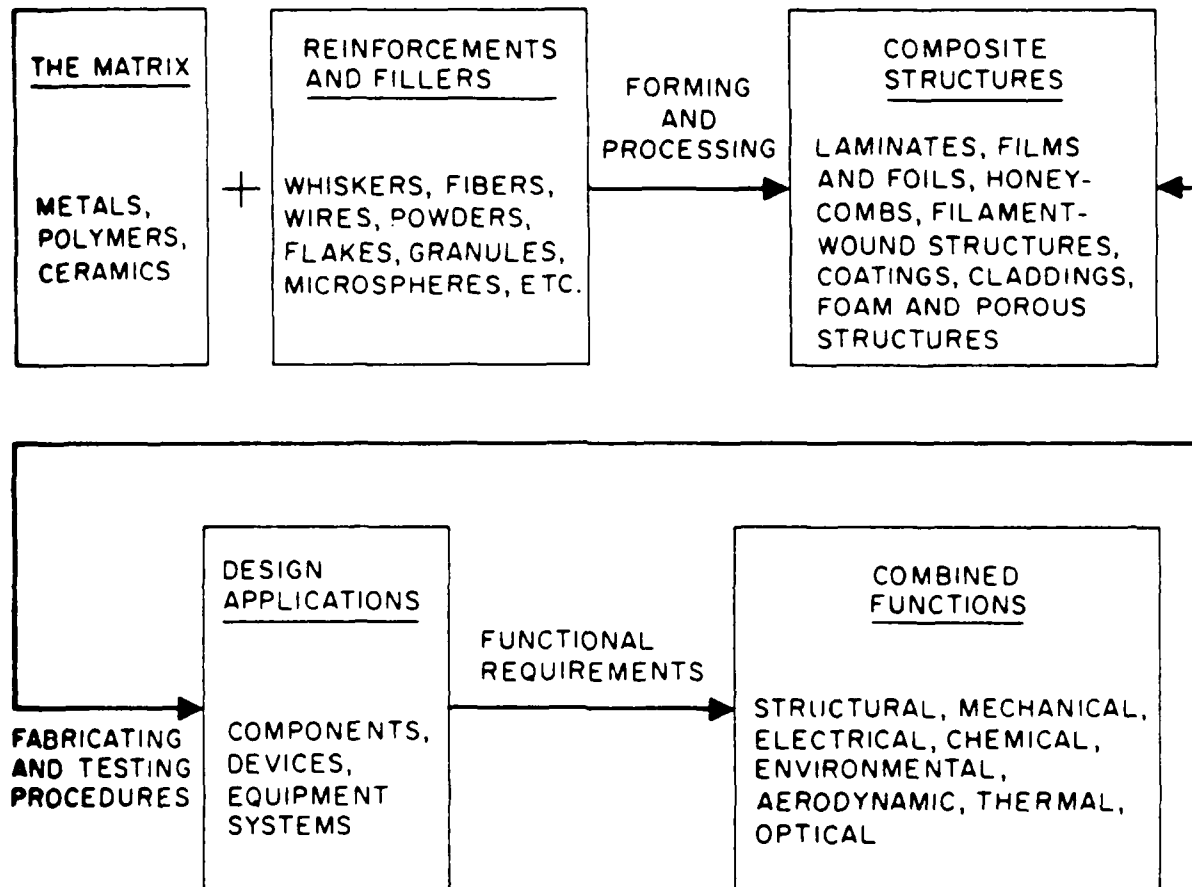 THE MATRIX
METALS,
POLYMERS,
CERAMICS
+
REINFORCEMENTS
AND FILLERS
WHISKERS, FIBERS,
WIRES, POWDERS,
FLAKES, GRANULES,
MICROSPHERES, ETC.
FORMING
AND
PROCESSING
COMPOSITE
STRUCTURES
LAMINATES, FILMS
AND FOILS, HONEY-
COMBS, FILAMENT-
WOUND STRUCTURES,
COATINGS, CLADDINGS,
FOAM AND POROUS
STRUCTURES
FABRICATING
AND TESTING
PROCEDURES
DESIGN
APPLICATIONS
COMPONENTS,
DEVICES,
EQUIPMENT
SYSTEMS
FUNCTIONAL
REQUIREMENTS
COMBINED
FUNCTIONS
STRUCTURAL, MECHANICAL,
ELECTRICAL, CHEMICAL,
ENVIRONMENTAL,
AERODYNAMIC, THERMAL,
OPTICAL